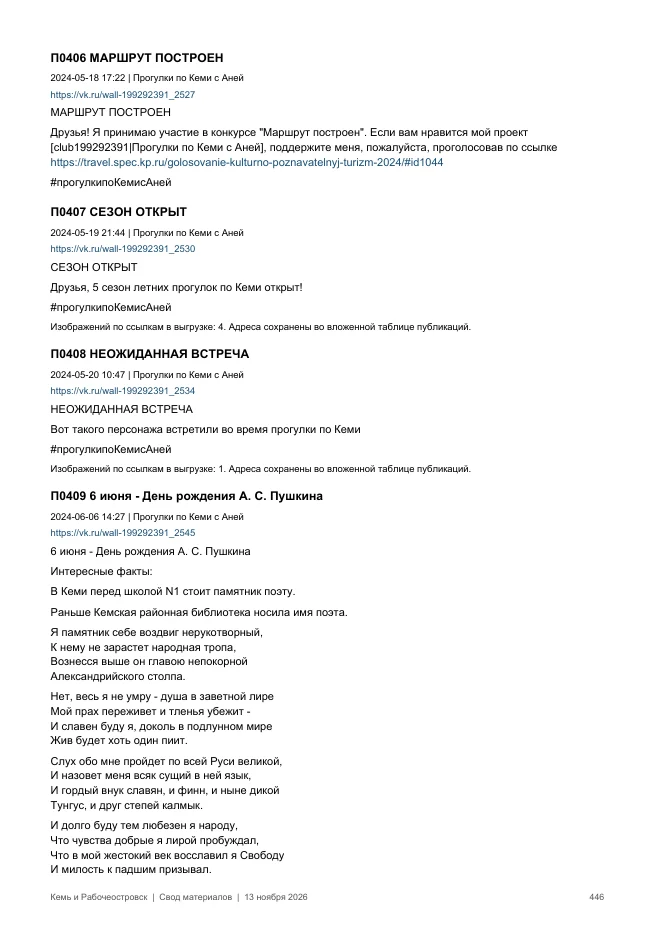 П0406 МАРШРУТ ПОСТРОЕН
2024-05-18 17:22 | Прогулки по Кеми с Аней
https://vk.ru/wall-199292391_2527
МАРШРУТ ПОСТРОЕН
Друзья! Я принимаю участие в конкурсе "Маршрут построен". Если вам нравится мой проект
[club199292391|Прогулки по Кеми с Аней], поддержите меня, пожалуйста, проголосовав по ссылке
https://travel.spec.kp.ru/golosovanie-kulturno-poznavatelnyj-turizm-2024/#id1044
#прогулкипоКемисАней
П0407 СЕЗОН ОТКРЫТ
2024-05-19 21:44 | Прогулки по Кеми с Аней
https://vk.ru/wall-199292391_2530
СЕЗОН ОТКРЫТ
Друзья, 5 сезон летних прогулок по Кеми открыт!
#прогулкипоКемисАней
Изображений по ссылкам в выгрузке: 4. Адреса сохранены во вложенной таблице публикаций.
П0408 НЕОЖИДАННАЯ ВСТРЕЧА
2024-05-20 10:47 | Прогулки по Кеми с Аней
https://vk.ru/wall-199292391_2534
НЕОЖИДАННАЯ ВСТРЕЧА
Вот такого персонажа встретили во время прогулки по Кеми
#прогулкипоКемисАней
Изображений по ссылкам в выгрузке: 1. Адреса сохранены во вложенной таблице публикаций.
П0409 6 июня - День рождения А. С. Пушкина
2024-06-06 14:27 | Прогулки по Кеми с Аней
https://vk.ru/wall-199292391_2545
6 июня - День рождения А. С. Пушкина
Интересные факты:
В Кеми перед школой N1 стоит памятник поэту.
Раньше Кемская районная библиотека носила имя поэта.
Я памятник себе воздвиг нерукотворный,
К нему не зарастет народная тропа,
Вознесся выше он главою непокорной
Александрийского столпа.
Нет, весь я не умру - душа в заветной лире
Мой прах переживет и тленья убежит -
И славен буду я, доколь в подлунном мире
Жив будет хоть один пиит.
Слух обо мне пройдет по всей Руси великой,
И назовет меня всяк сущий в ней язык,
И гордый внук славян, и финн, и ныне дикой
Тунгус, и друг степей калмык.
И долго буду тем любезен я народу,
Что чувства добрые я лирой пробуждал,
Что в мой жестокий век восславил я Свободу
И милость к падшим призывал.
Кемь и Рабочеостровск | Свод материалов | 13 ноября 2026
446